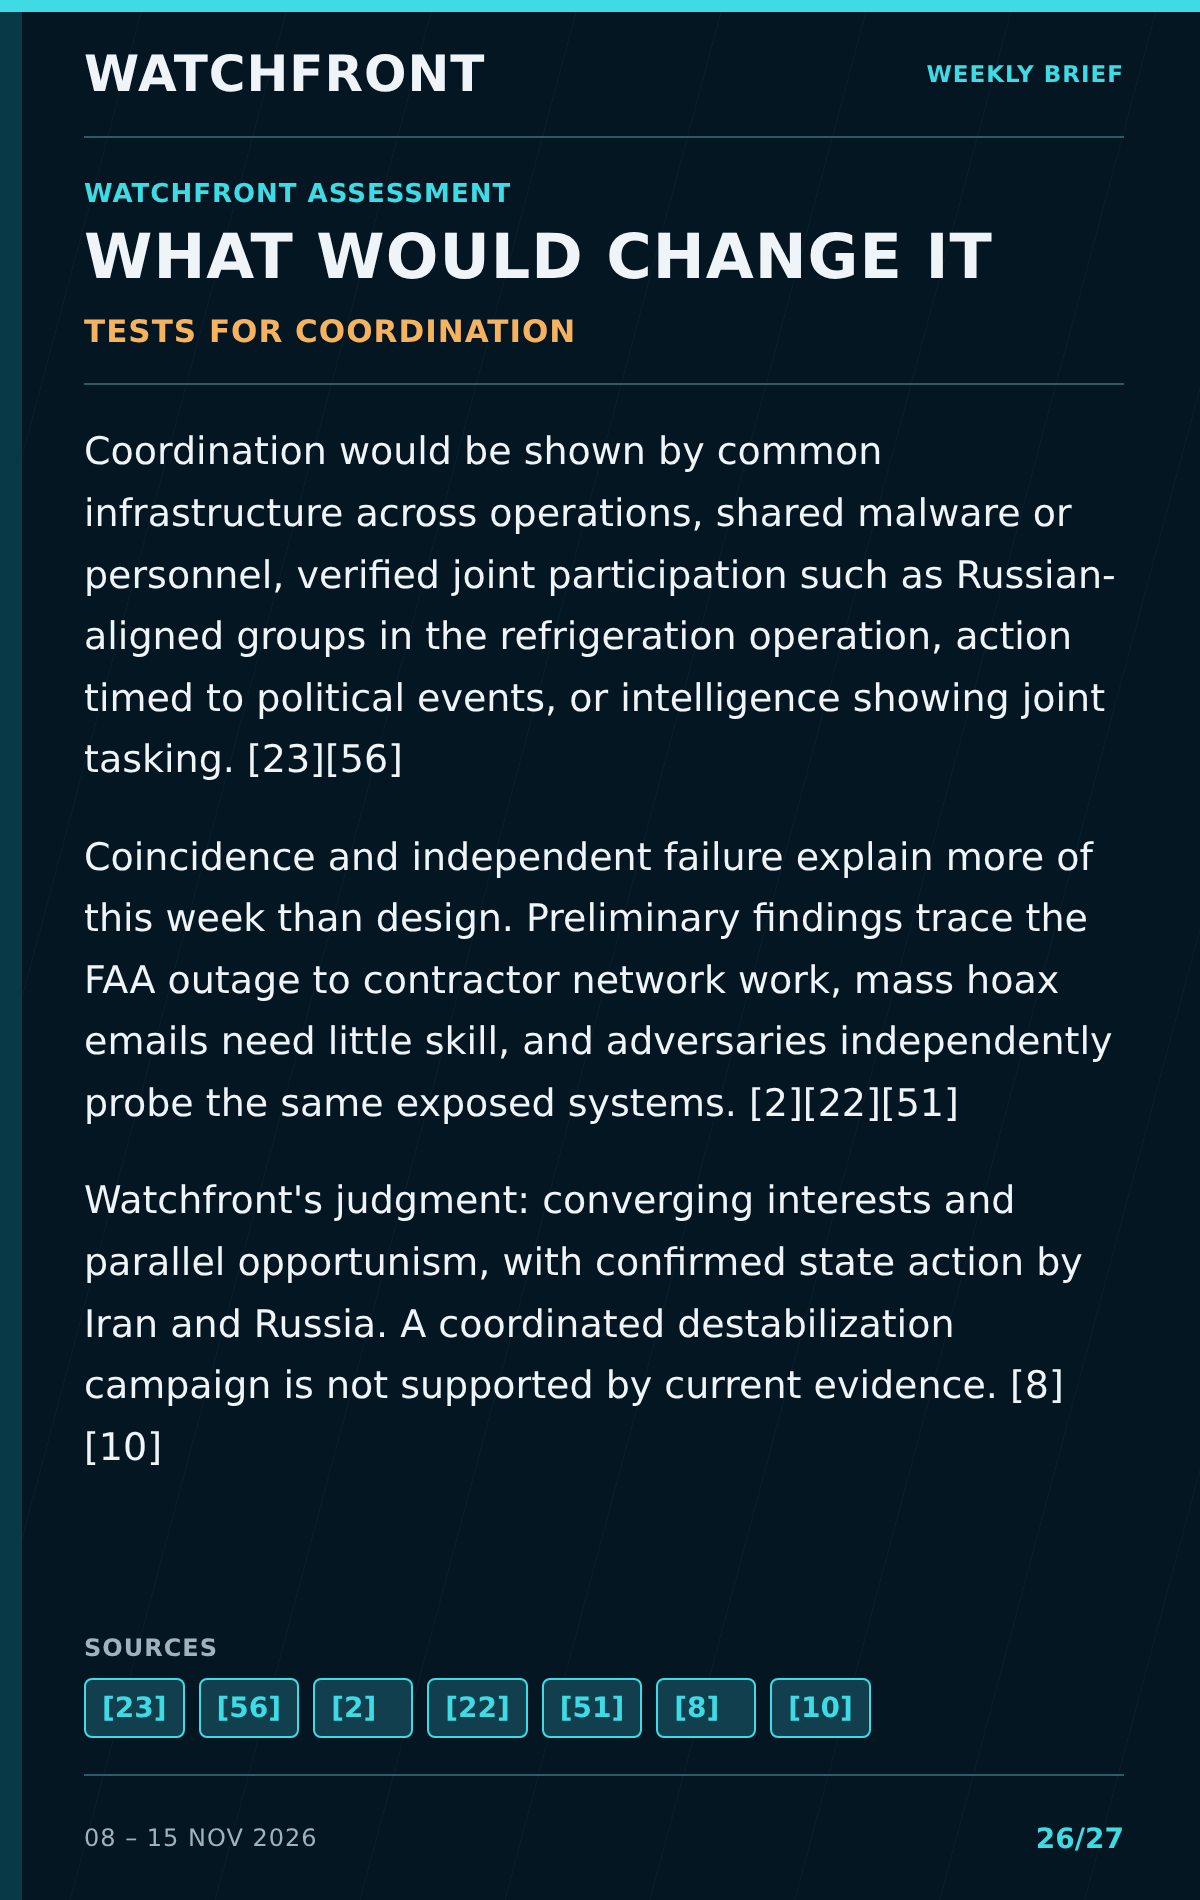 WATCHFRONT
WEEKLY BRIEF
WATCHFRONT ASSESSMENT
WHAT WOULD CHANGE IT
TESTS FOR COORDINATION
Coordination would be shown by common
infrastructure across operations, shared malware or
personnel, verified joint participation such as Russian-
aligned groups in the refrigeration operation, action
timed to political events, or intelligence showing joint
tasking. [23][56]
Coincidence and independent failure explain more of
this week than design. Preliminary findings trace the
FAA outage to contractor network work, mass hoax
emails need little skill, and adversaries independently
probe the same exposed systems. [2][22][51]
Watchfront's judgment: converging interests and
parallel opportunism, with confirmed state action by
Iran and Russia. A coordinated destabilization
campaign is not supported by current evidence. [8]
[10]
SOURCES
[23] [56] [2] [22] [51] [8] [10]
08 – 15 NOV 2026
26/27